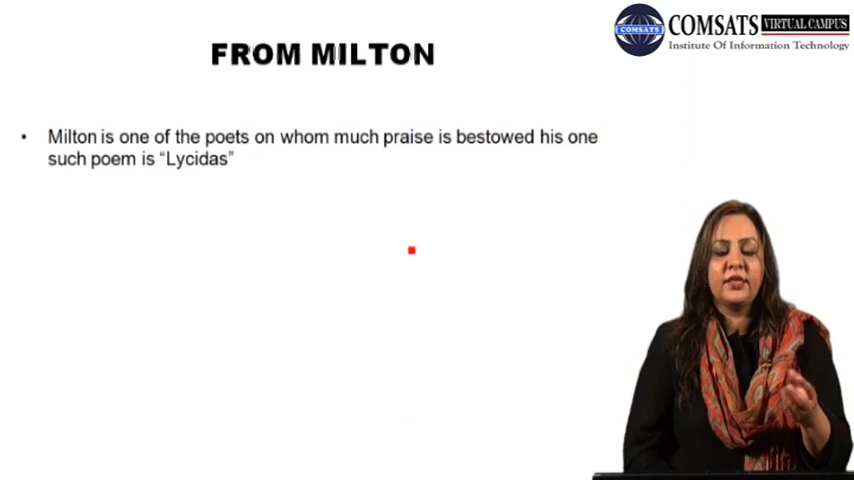 COMSATS VIRTUAL CAMPUS
COMSATS
Institute Of Information Technology
FROM MILTON
• Milton is one of the poets on whom much praise is bestowed his one
such poem is “Lycidas”